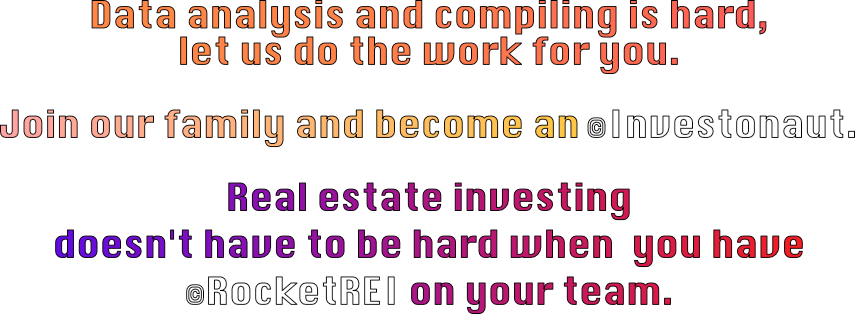 Data analysis and compiling is hard,
let us do the work for you.
Join our family and become an ©Investonaut.
Real estate investing
doesn't have to be hard when you have
©RocketREI on your team.